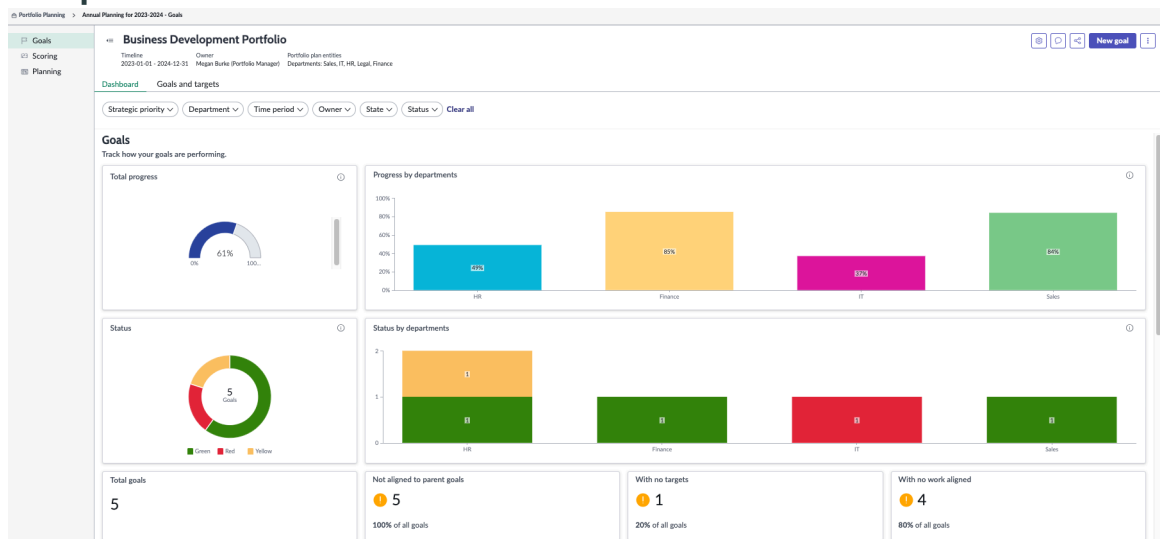 Portfolio Planning > Annual Planning for 2023-2024 - Goals
Goals
Scoring
Planning
Business Development Portfolio
Timeline Owner Portfolio plan entities
2023-01-01 - 2024-12-31 Megan Burke (Portfolio Manager) Departments: Sales, IT, HR, Legal, Finance
New goal
Dashboard Goals and targets
Strategic priority Department Time period Owner State Status Clear all
Goals
Track how your goals are performing.
Total progress
61%
0% 100...
Progress by departments
100%
80%
60%
40%
20%
0%
49% 85% 37% 84%
HR Finance IT Sales
Status
5
Goals
Green Red Yellow
Status by departments
2
1
0
1
1 1 1 1
HR Finance IT Sales
Total goals
5
Not aligned to parent goals
5
100% of all goals
With no targets
1
20% of all goals
With no work aligned
4
80% of all goals